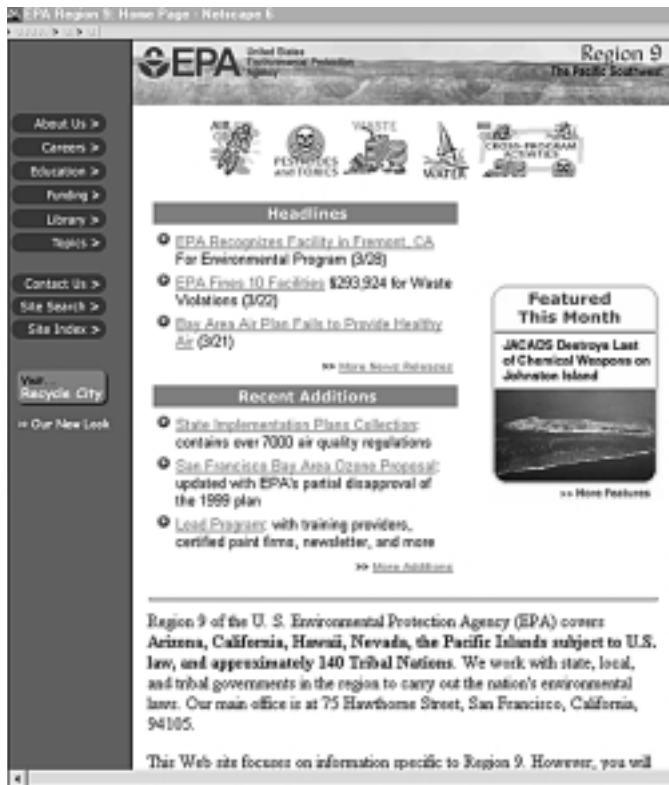 EPA Region 9: Home Page - Netscape 6
EPA
United States
Environmental Protection
Agency
Region 9
The Pacific Southwest
About Us >
Careers >
Education >
Funding >
Library >
Topics >
Contact Us >
Site Search >
Site Index >
Visit...
Recycle City
» Our New Look
AIR
PESTICIDES
and TOXICS
WASTE
WATER
CROSS-PROGRAM
ACTIVITIES
Headlines
EPA Recognizes Facility in Fremont, CA
For Environmental Program (3/28)
EPA Fines 10 Facilities $293,924 for Waste
Violations (3/22)
Bay Area Air Plan Fails to Provide Healthy
Air (3/21)
>> More News Releases
Recent Additions
State Implementation Plans Collection:
contains over 7000 air quality regulations
San Francisco Bay Area Ozone Proposal:
updated with EPA's partial disapproval of
the 1999 plan
Lead Program: with training providers,
certified paint firms, newsletter, and more
>> More Additions
Featured
This Month
JACADS Destroys Last
of Chemical Weapons on
Johnston Island
>> More Features
Region 9 of the U. S. Environmental Protection Agency (EPA) covers
Arizona, California, Hawaii, Nevada, the Pacific Islands subject to U.S.
law, and approximately 140 Tribal Nations. We work with state, local,
and tribal governments in the region to carry out the nation's environmental
laws. Our main office is at 75 Hawthorne Street, San Francisco, California,
94105.
This Web site focuses on information specific to Region 9. However, you will